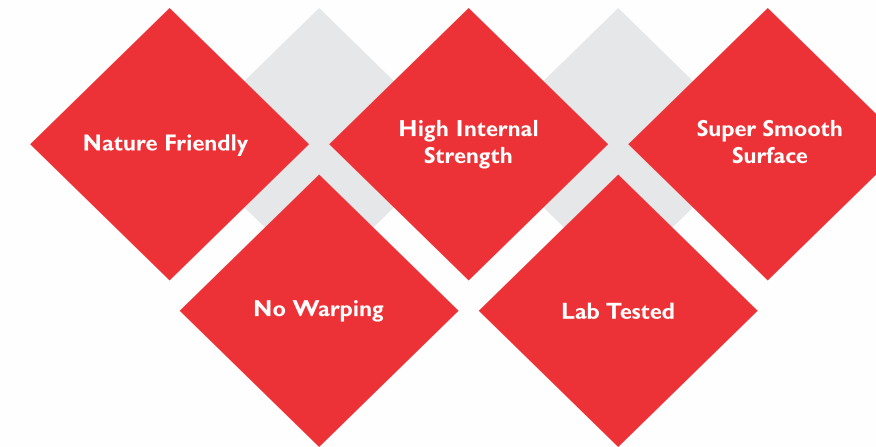 Nature Friendly
High Internal
Strength
Super Smooth
Surface
No Warping
Lab Tested